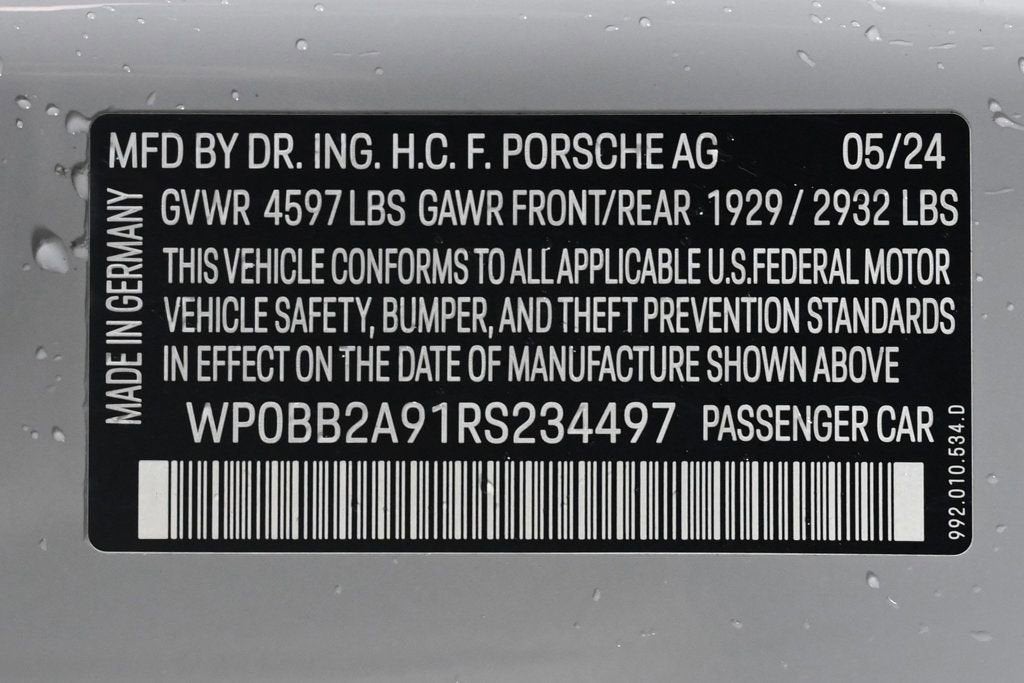 MFD BY DR. ING. H.C. F. PORSCHE AG 05/24
GVWR 4597 LBS GAWR FRONT/REAR 1929 / 2932 LBS
THIS VEHICLE CONFORMS TO ALL APPLICABLE U.S.FEDERAL MOTOR
VEHICLE SAFETY, BUMPER, AND THEFT PREVENTION STANDARDS
IN EFFECT ON THE DATE OF MANUFACTURE SHOWN ABOVE
WP0BB2A91RS234497 PASSENGER CAR
MADE IN GERMANY
992.010.534.D